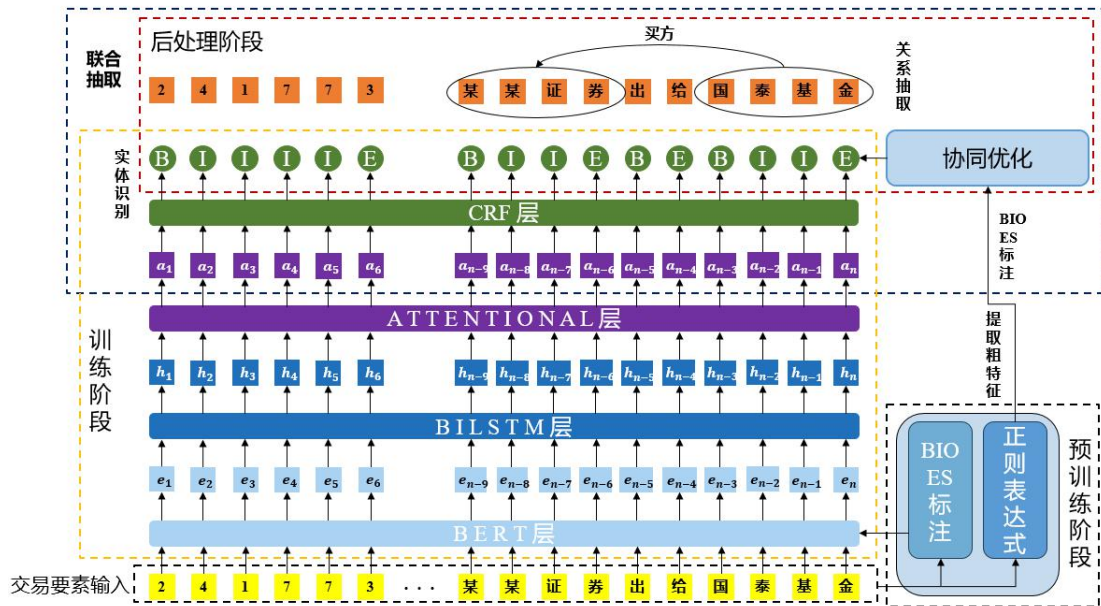 后处理阶段
联合
抽取
买方
关系抽取
2 4 1 7 7 3 某 某 证 券 出 给 国 泰 基 金
实体识别
B I I I I E B I I E B E B I I E
协同优化
CRF层
BIO
ES标注
a₁ a₂ a₃ a₄ a₅ a₆ aₙ₋₉ aₙ₋₈ aₙ₋₇ aₙ₋₆ aₙ₋₅ aₙ₋₄ aₙ₋₃ aₙ₋₂ aₙ₋₁ aₙ
ATTENTIONAL层
训练阶段
提取粗特征
h₁ h₂ h₃ h₄ h₅ h₆ hₙ₋₉ hₙ₋₈ hₙ₋₇ hₙ₋₆ hₙ₋₅ hₙ₋₄ hₙ₋₃ hₙ₋₂ hₙ₋₁ hₙ
BILSTM层
BIO
ES标注
正则表达式
预训练阶段
e₁ e₂ e₃ e₄ e₅ e₆ eₙ₋₉ eₙ₋₈ eₙ₋₇ eₙ₋₆ eₙ₋₅ eₙ₋₄ eₙ₋₃ eₙ₋₂ eₙ₋₁ eₙ
BERT层
交易要素输入 2 4 1 7 7 3 ... 某 某 证 券 出 给 国 泰 基 金